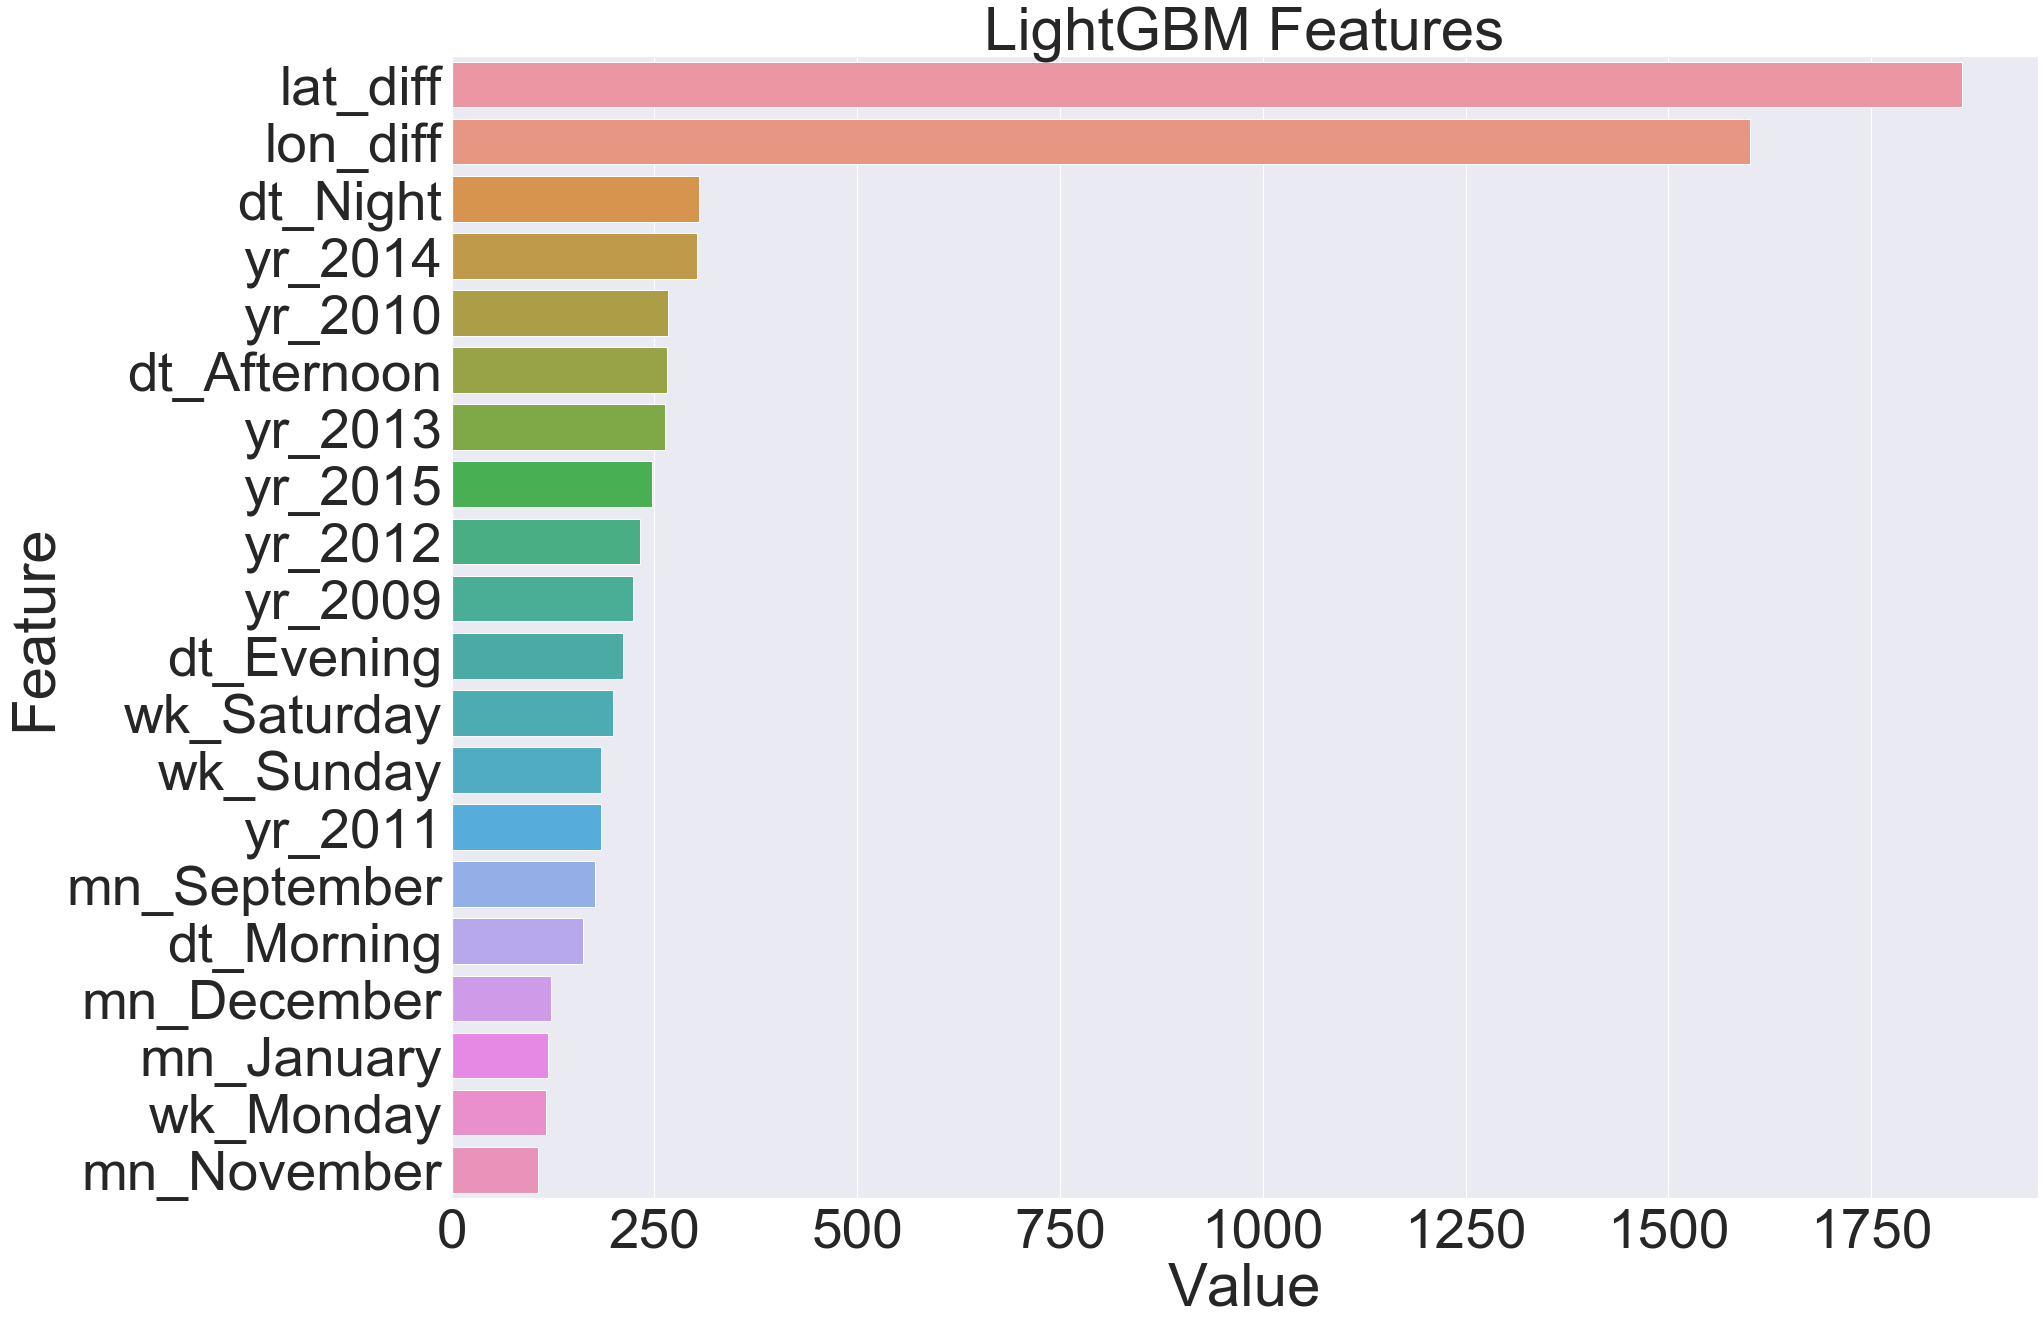 LightGBM Features
lat_diff
lon_diff
dt_Night
yr_2014
yr_2010
dt_Afternoon
yr_2013
yr_2015
yr_2012
yr_2009
dt_Evening
wk_Saturday
wk_Sunday
yr_2011
mn_September
dt_Morning
mn_December
mn_January
wk_Monday
mn_November
Feature
0 250 500 750 1000 1250 1500 1750
Value